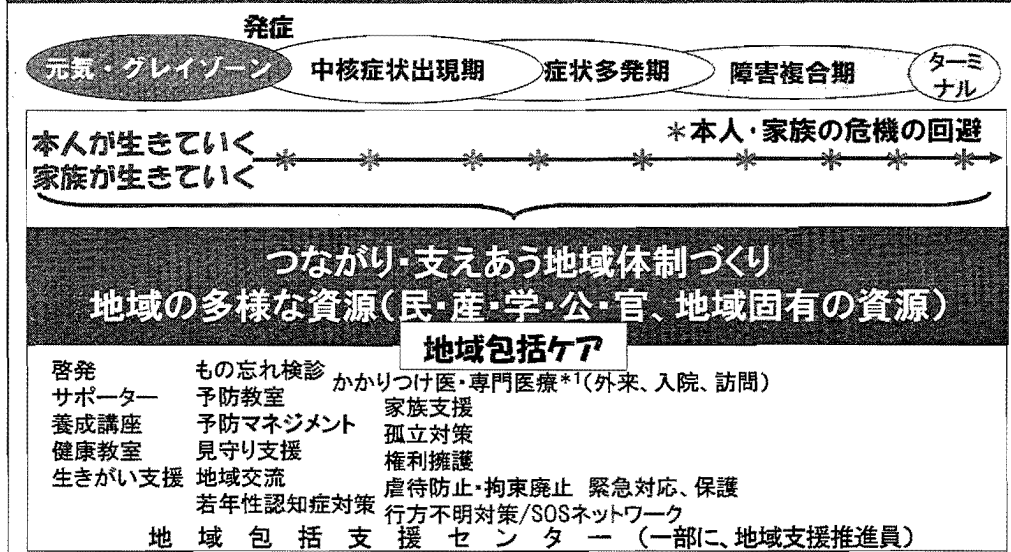 発症
元気・グレイゾーン 中核症状出現期 症状多発期 障害複合期 ターミ
ナル
本人が生きていく
家族が生きていく
*本人・家族の危機の回避
つながり・支えあう地域体制づくり
地域の多様な資源(民・産・学・公・官、地域固有の資源)
地域包括ケア
啓発
サポーター
養成講座
健康教室
生きがい支援
もの忘れ検診
予防教室
予防マネジメント
見守り支援
地域交流
若年性認知症対策
かかりつけ医・専門医療*1(外来、入院、訪問)
家族支援
孤立対策
権利擁護
虐待防止・拘束廃止 緊急対応、保護
行方不明対策/SOSネットワーク
地域包括支援センター(一部に、地域支援推進員)